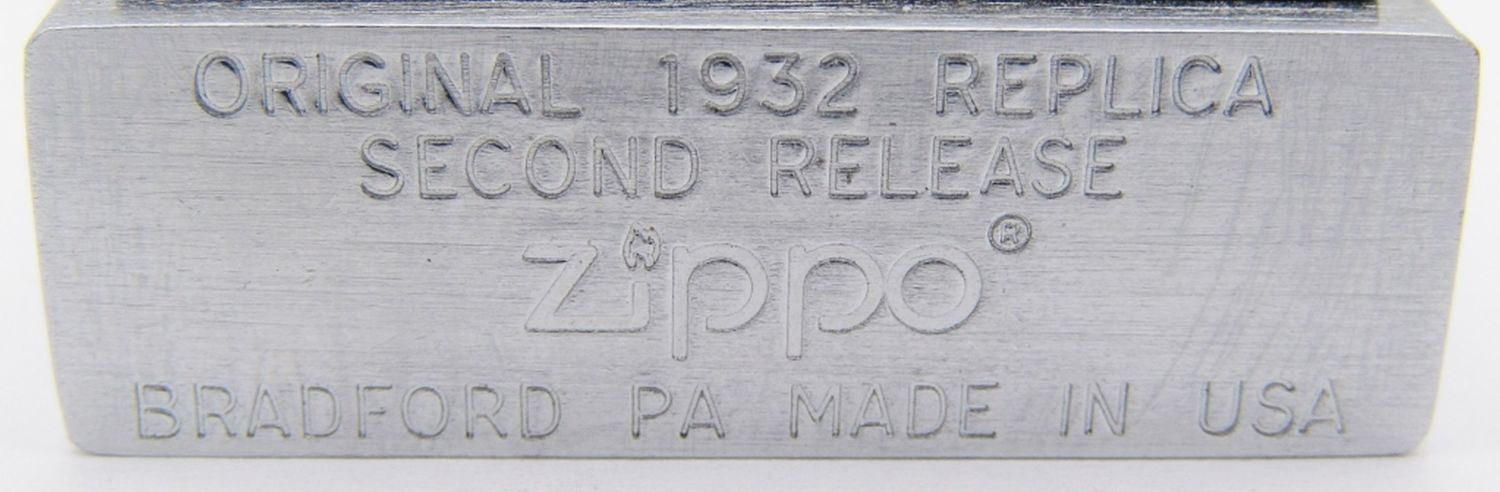 ORIGINAL 1932 REPLICA
SECOND RELEASE
Zippo®
BRADFORD PA MADE IN USA